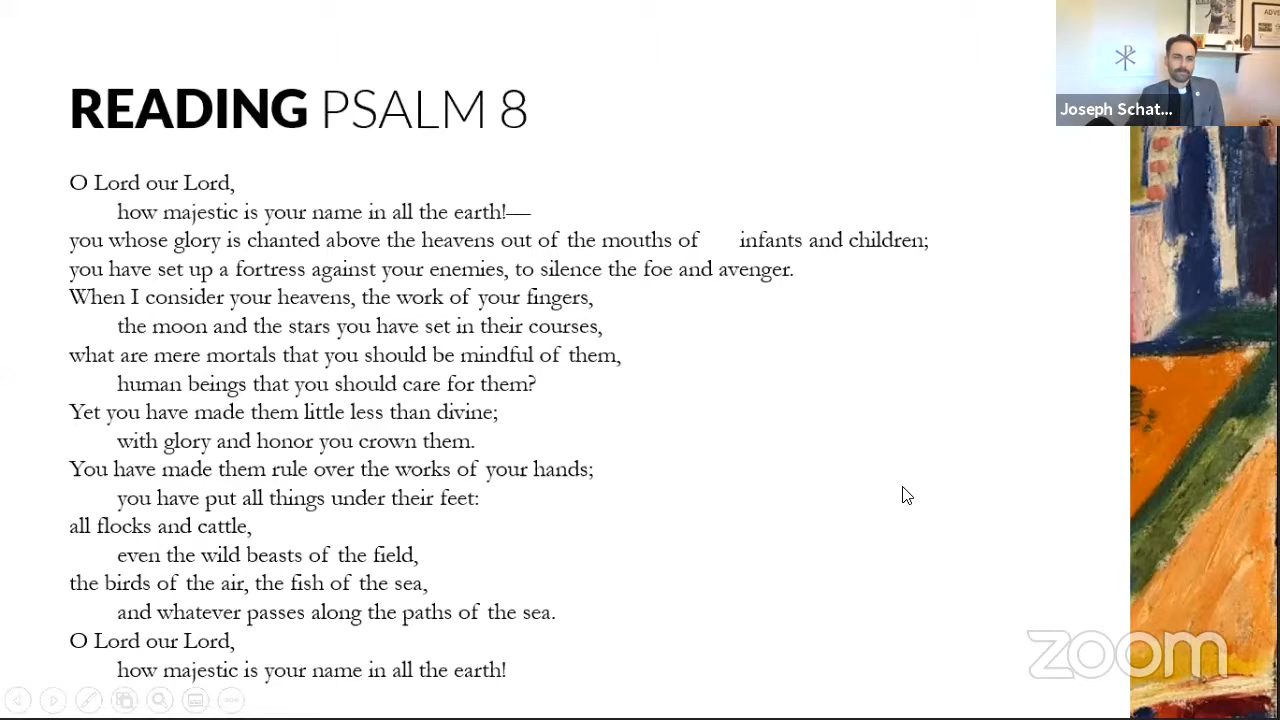 READING PSALM 8
O Lord our Lord,
how majestic is your name in all the earth!—
you whose glory is chanted above the heavens out of the mouths of infants and children;
you have set up a fortress against your enemies, to silence the foe and avenger.
When I consider your heavens, the work of your fingers,
the moon and the stars you have set in their courses,
what are mere mortals that you should be mindful of them,
human beings that you should care for them?
Yet you have made them little less than divine;
with glory and honor you crown them.
You have made them rule over the works of your hands;
you have put all things under their feet:
all flocks and cattle,
even the wild beasts of the field,
the birds of the air, the fish of the sea,
and whatever passes along the paths of the sea.
O Lord our Lord,
how majestic is your name in all the earth!
Joseph Schat...
zoom